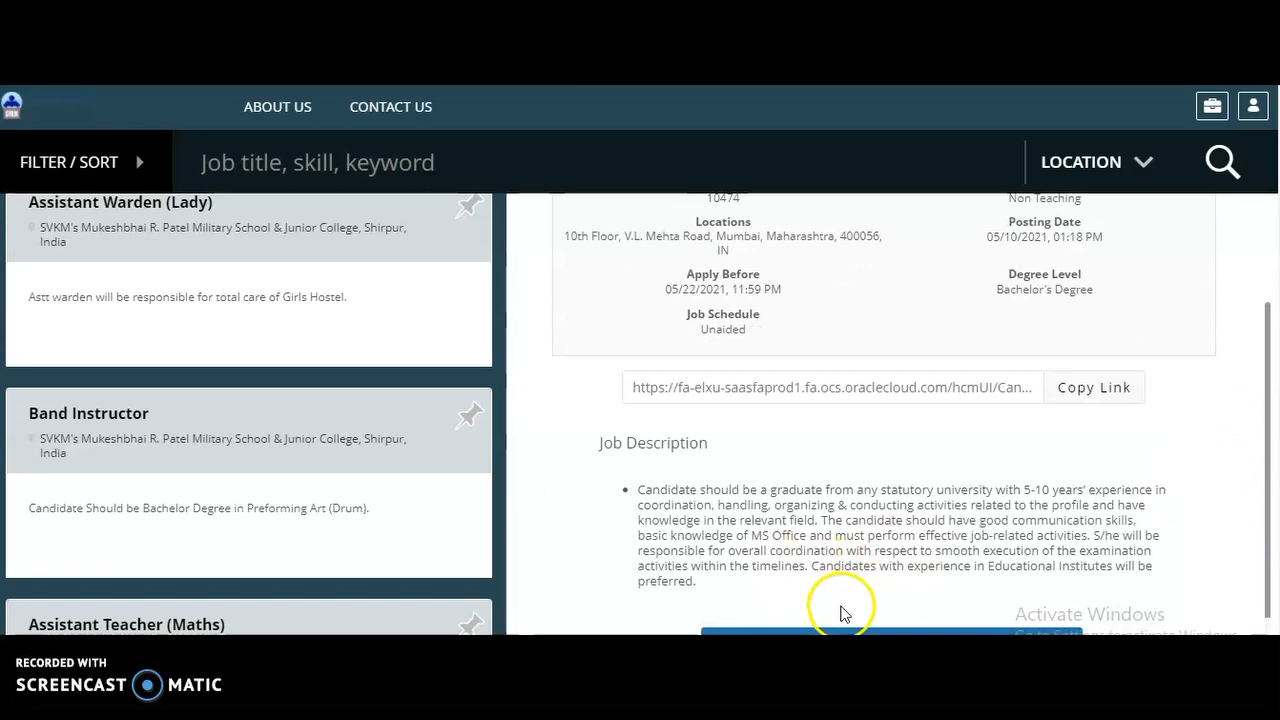 ABOUT US
CONTACT US
FILTER / SORT
Job title, skill, keyword
LOCATION
Assistant Warden (Lady)
SVKM's Mukeshbhai R. Patel Military School & Junior College, Shirpur,
India
Astt warden will be responsible for total care of Girls Hostel.
Band Instructor
SVKM's Mukeshbhai R. Patel Military School & Junior College, Shirpur,
India
Candidate Should be Bachelor Degree in Preforming Art (Drum).
Assistant Teacher (Maths)
10474
Non Teaching
Locations
10th Floor, V.L. Mehta Road, Mumbai, Maharashtra, 400056,
IN
Posting Date
05/10/2021, 01:18 PM
Apply Before
05/22/2021, 11:59 PM
Degree Level
Bachelor's Degree
Job Schedule
Unaided
https://fa-elxu-saasfaprod1.fa.ocs.oraclecloud.com/hcmUI/Can...
Copy Link
Job Description
Candidate should be a graduate from any statutory university with 5-10 years' experience in
coordination, handling, organizing & conducting activities related to the profile and have
knowledge in the relevant field. The candidate should have good communication skills,
basic knowledge of MS Office and must perform effective job-related activities. S/he will be
responsible for overall coordination with respect to smooth execution of the examination
activities within the timelines. Candidates with experience in Educational Institutes will be
preferred.
Activate Windows
RECORDED WITH
SCREENCAST MATIC